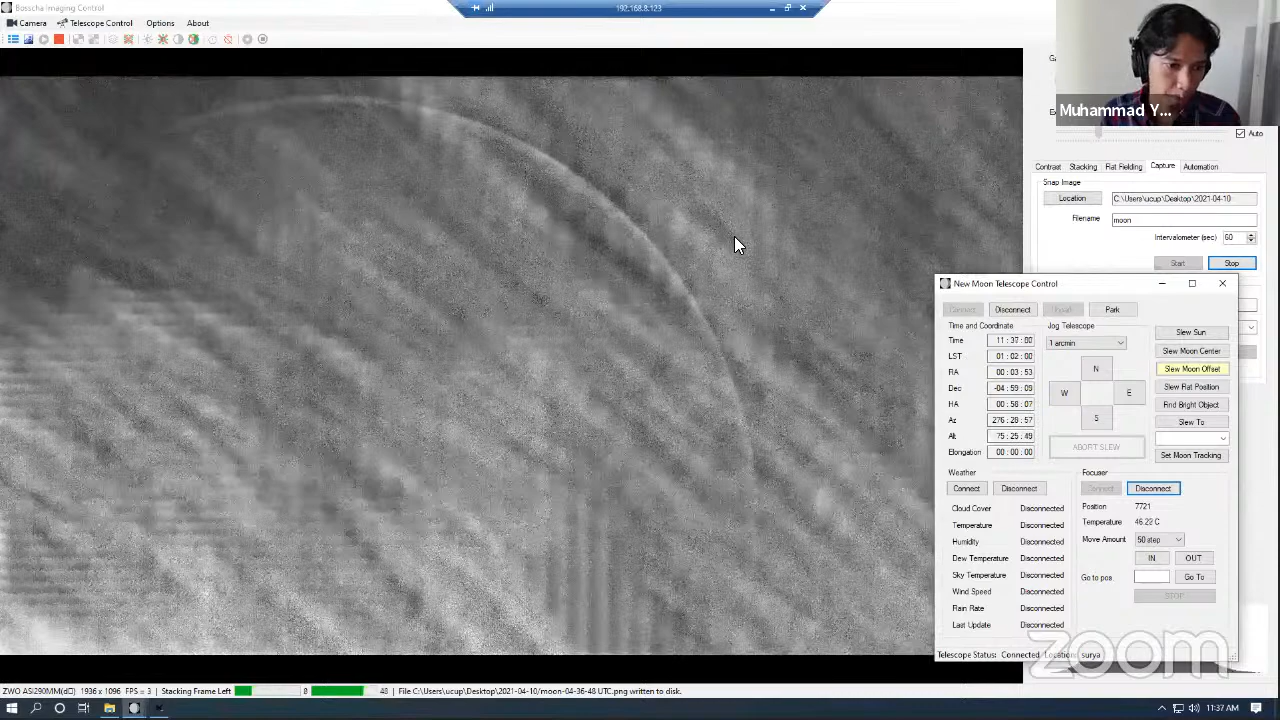 Bosscha Imaging Control
192.168.8.123
Camera Telescope Control Options About
Muhammad Y...
Auto
Contrast Stacking Flat Fielding Capture Automation
Snap Image
Location C:\Users\ucup\Desktop\2021-04-10
Filename moon
Intervalometer (sec) 60
Start Stop
New Moon Telescope Control
Connect Disconnect Unpark Park
Time and Coordinate Jog Telescope
Time 11 : 37 : 00 1 arcmin Slew Sun
LST 01 : 02 : 00 Slew Moon Center
RA 00 : 03 : 53 N Slew Moon Offset
Dec -04 : 59 : 09 W E Slew Flat Position
HA 00 : 58 : 07 Find Bright Object
Az 276 : 28 : 57 S Slew To
Alt 75 : 25 : 49
Elongation 00 : 00 : 00 ABORT SLEW Set Moon Tracking
Weather Focuser
Connect Disconnect Connect Disconnect
Cloud Cover Disconnected Position 7721
Temperature Disconnected Temperature 46.22 C
Humidity Disconnected Move Amount 50 step
Dew Temperature Disconnected IN OUT
Sky Temperature Disconnected Go to pos. Go To
Wind Speed Disconnected STOP
Rain Rate Disconnected
Last Update Disconnected
zoom
Telescope Status: Connected Location: surya
Stacking Frame Left 8 48 File C:\Users\ucup\Desktop\2021-04-10/moon-04-36-48 UTC.png written to disk.
ZWO ASI290MM 1936 x 1096 FPS = 3
11:37 AM